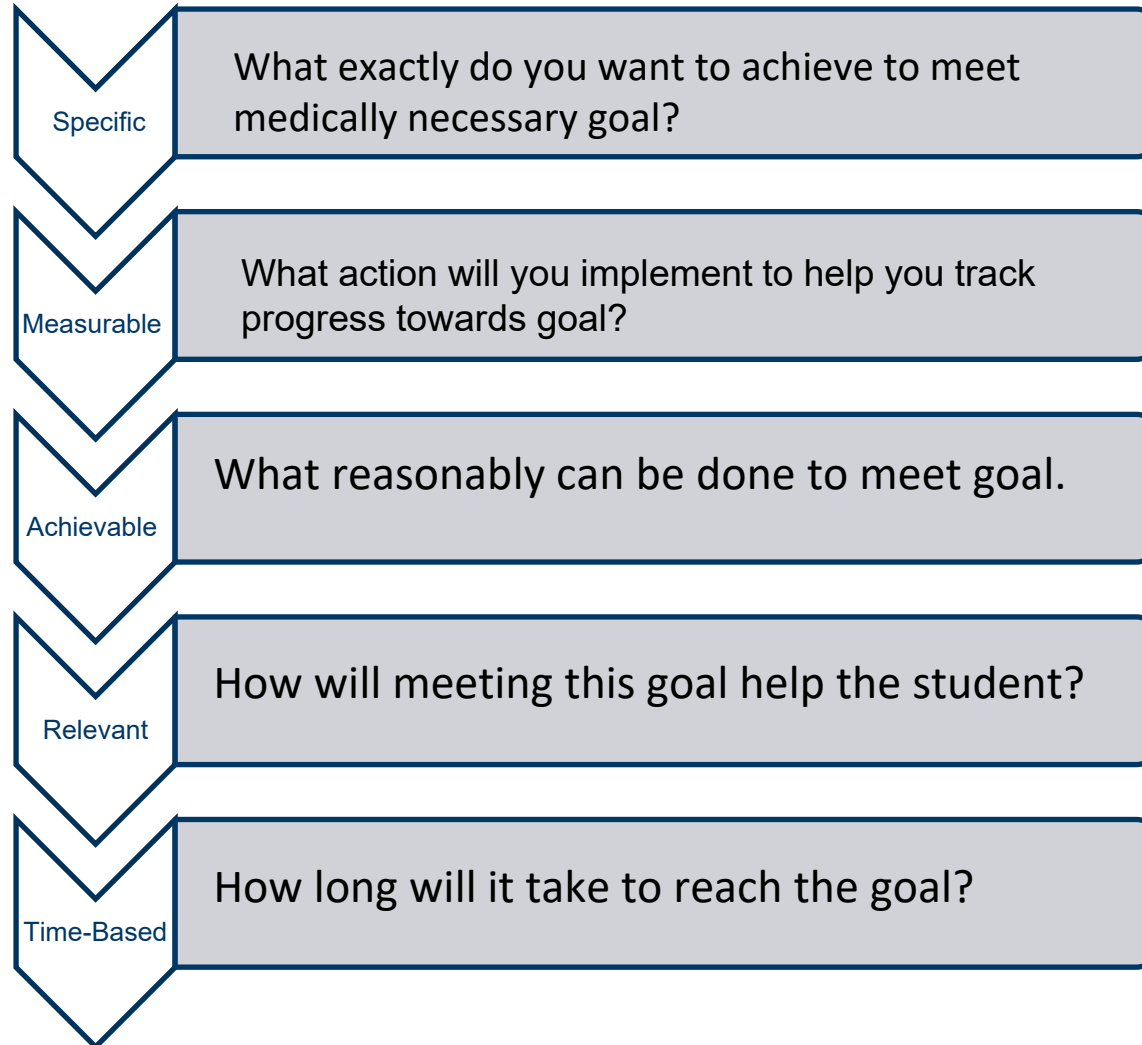 Specific
What exactly do you want to achieve to meet
medically necessary goal?
Measurable
What action will you implement to help you track
progress towards goal?
Achievable
What reasonably can be done to meet goal.
Relevant
How will meeting this goal help the student?
Time-Based
How long will it take to reach the goal?